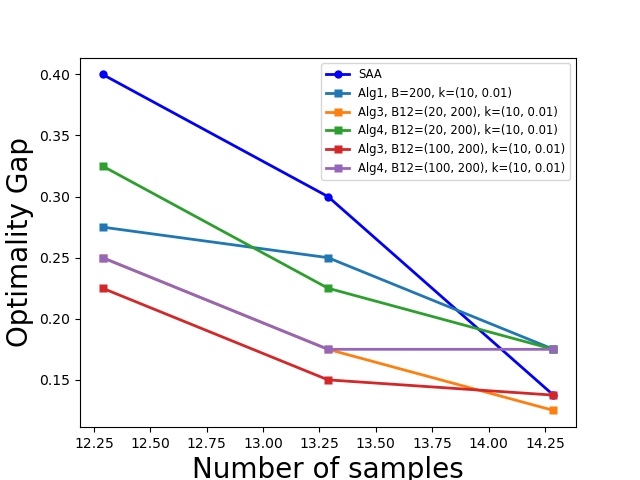 0.40
0.35
0.30
0.25
0.20
0.15
Optimality Gap
SAA
Alg1, B=200, k=(10, 0.01)
Alg3, B12=(20, 200), k=(10, 0.01)
Alg4, B12=(20, 200), k=(10, 0.01)
Alg3, B12=(100, 200), k=(10, 0.01)
Alg4, B12=(100, 200), k=(10, 0.01)
12.25 12.50 12.75 13.00 13.25 13.50 13.75 14.00 14.25
Number of samples